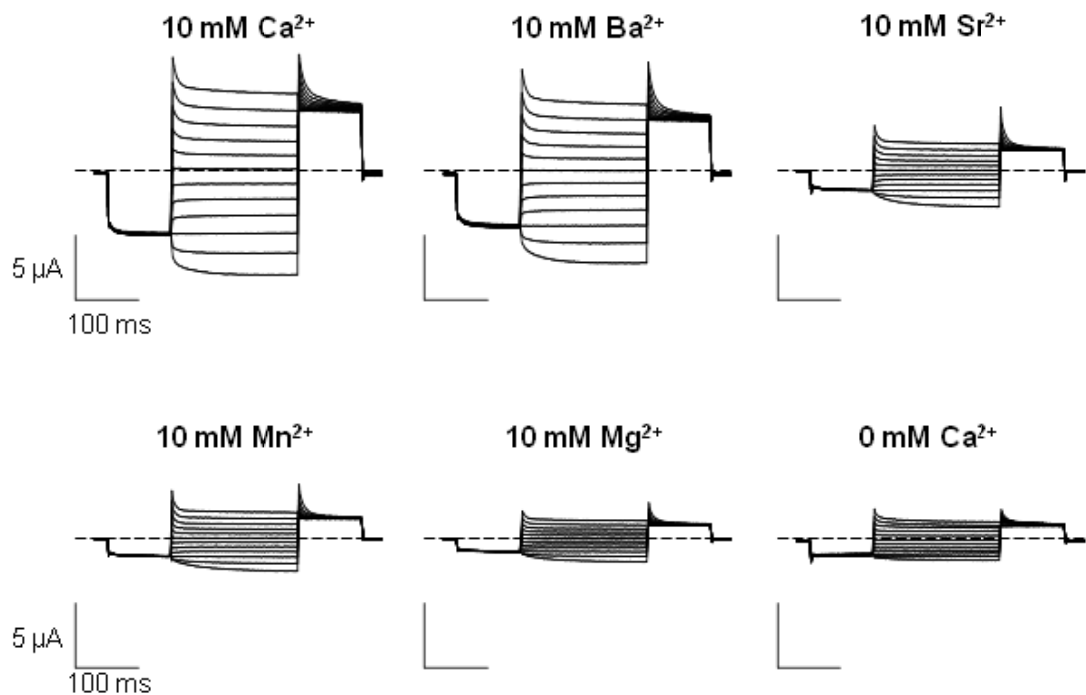 10 mM Ca²⁺
10 mM Ba²⁺
10 mM Sr²⁺
5 µA
100 ms
10 mM Mn²⁺
10 mM Mg²⁺
0 mM Ca²⁺
5 µA
100 ms